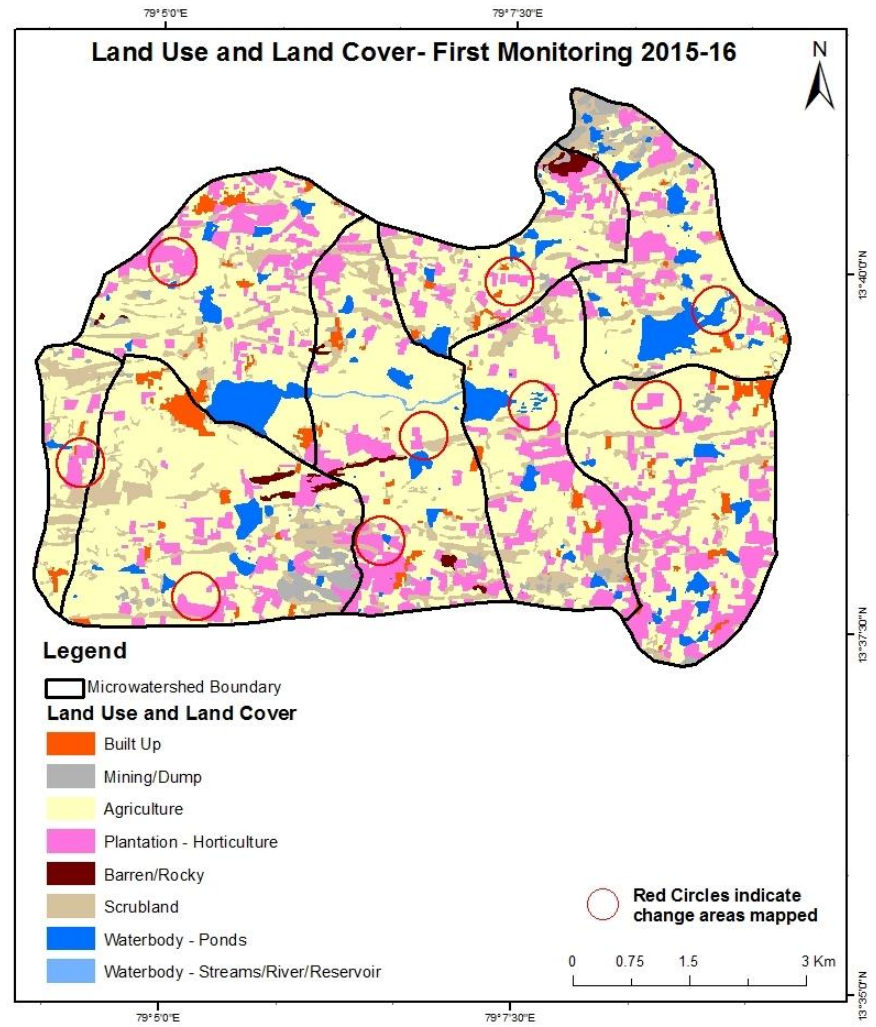 79°5'0"E
79°7'30"E
Land Use and Land Cover- First Monitoring 2015-16
N
13°40'0"N
13°37'30"N
Legend
Microwatershed Boundary
Land Use and Land Cover
Built Up
Mining/Dump
Agriculture
Plantation - Horticulture
Barren/Rocky
Scrubland
Waterbody - Ponds
Waterbody - Streams/River/Reservoir
Red Circles indicate
change areas mapped
0 0.75 1.5 3 Km
13°35'0"N
79°5'0"E
79°7'30"E